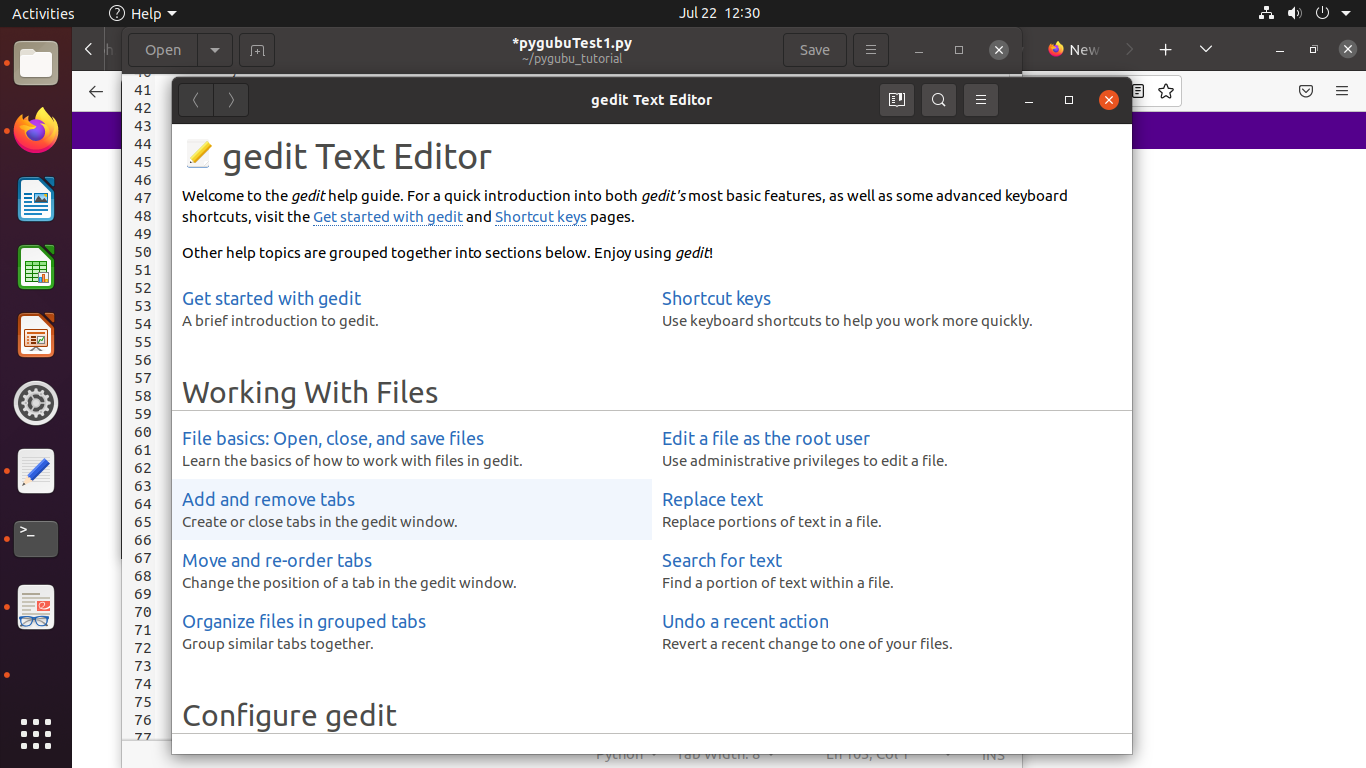 Activities
Help
Jul 22 12:30
Open
*pygubuTest1.py
~/pygubu_tutorial
Save
New
gedit Text Editor
41
42
43
44
45
46
47
48
49
50
51
52
53
54
55
56
57
58
59
60
61
62
63
64
65
66
67
68
69
70
71
72
73
74
75
76
77
gedit Text Editor
Welcome to the gedit help guide. For a quick introduction into both gedit's most basic features, as well as some advanced keyboard
shortcuts, visit the Get started with gedit and Shortcut keys pages.
Other help topics are grouped together into sections below. Enjoy using gedit!
Get started with gedit
A brief introduction to gedit.
Shortcut keys
Use keyboard shortcuts to help you work more quickly.
Working With Files
File basics: Open, close, and save files
Learn the basics of how to work with files in gedit.
Edit a file as the root user
Use administrative privileges to edit a file.
Add and remove tabs
Create or close tabs in the gedit window.
Replace text
Replace portions of text in a file.
Move and re-order tabs
Change the position of a tab in the gedit window.
Search for text
Find a portion of text within a file.
Organize files in grouped tabs
Group similar tabs together.
Undo a recent action
Revert a recent change to one of your files.
Configure gedit
Python
Tab Width: 8
INS